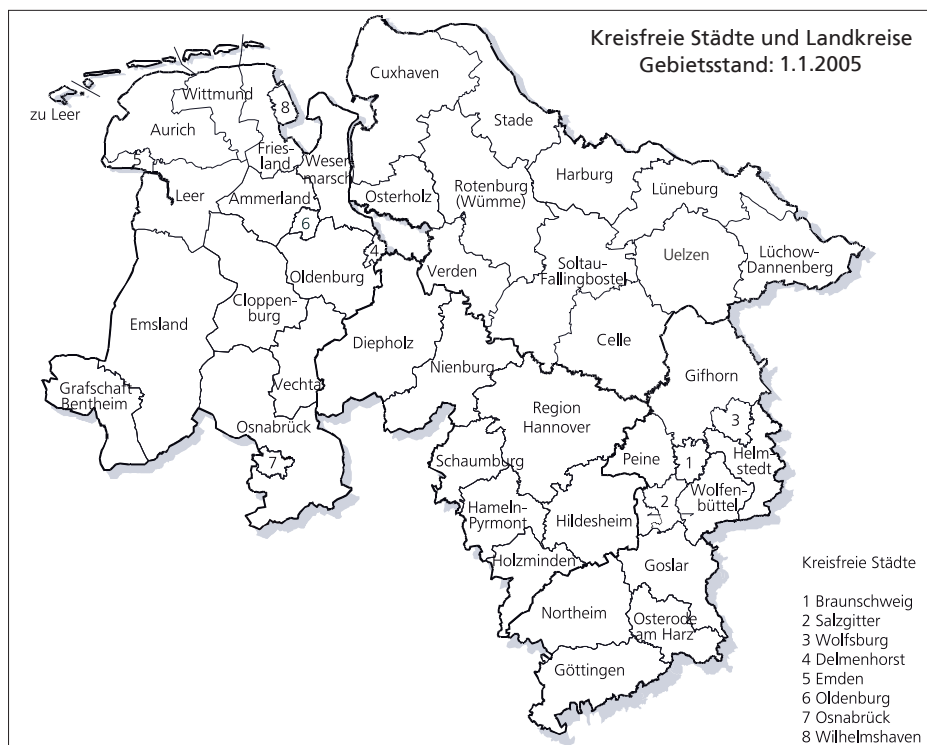 Kreisfreie Städte und Landkreise
Gebietsstand: 1.1.2005
Cuxhaven
Wittmund
8
zu Leer
Aurich
Stade
Fries-
land
Weser-
marsch
5
Harburg
Leer
Ammerland
Osterholz
Rotenburg
(Wümme)
Lüneburg
6
4
Oldenburg
Verden
Soltau-
Fallingbostel
Uelzen
Lüchow-
Dannenberg
Cloppen-
burg
Emsland
Diepholz
Celle
Nienburg
Gifhorn
Grafschaft
Bentheim
Vechta
Osnabrück
Region
Hannover
3
7
Schaumburg
Peine
1
Helm-
stedt
2
Wolfen-
büttel
Hameln-
Pyrmont
Hildesheim
Holzminden
Goslar
Northeim
Osterode
am Harz
Göttingen
Kreisfreie Städte
1 Braunschweig
2 Salzgitter
3 Wolfsburg
4 Delmenhorst
5 Emden
6 Oldenburg
7 Osnabrück
8 Wilhelmshaven